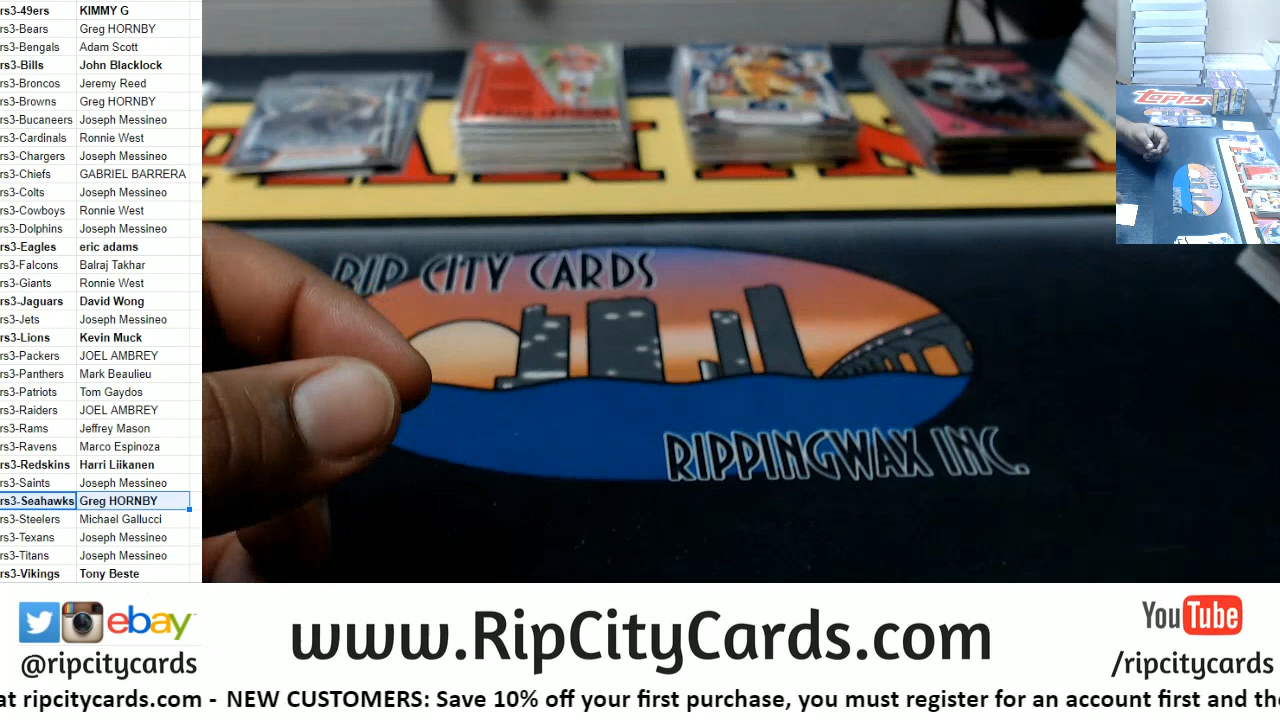 rs3-49ers KIMMY G
rs3-Bears Greg HORNBY
rs3-Bengals Adam Scott
rs3-Bills John Blacklock
rs3-Broncos Jeremy Reed
rs3-Browns Greg HORNBY
rs3-Bucaneers Joseph Messineo
rs3-Cardinals Ronnie West
rs3-Chargers Joseph Messineo
rs3-Chiefs GABRIEL BARRERA
rs3-Colts Joseph Messineo
rs3-Cowboys Ronnie West
rs3-Dolphins Joseph Messineo
rs3-Eagles eric adams
rs3-Falcons Balraj Takhar
rs3-Giants Ronnie West
rs3-Jaguars David Wong
rs3-Jets Joseph Messineo
rs3-Lions Kevin Muck
rs3-Packers JOEL AMBREY
rs3-Panthers Mark Beaulieu
rs3-Patriots Tom Gaydos
rs3-Raiders JOEL AMBREY
rs3-Rams Jeffrey Mason
rs3-Ravens Marco Espinoza
rs3-Redskins Harri Liikanen
rs3-Saints Joseph Messineo
rs3-Seahawks Greg HORNBY
rs3-Steelers Michael Gallucci
rs3-Texans Joseph Messineo
rs3-Titans Joseph Messineo
rs3-Vikings Tony Beste
RIP CITY CARDS
RIPPINGWAX INC.
Topps
ebay
@ripcitycards
www.RipCityCards.com
YouTube
/ripcitycards
at ripcitycards.com - NEW CUSTOMERS: Save 10% off your first purchase, you must register for an account first and the